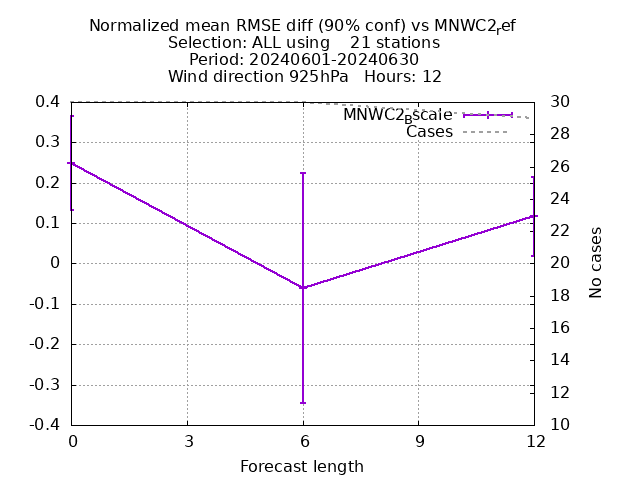 Normalized mean RMSE diff (90% conf) vs MNWC2ref
Selection: ALL using    21 stations
Period: 20240601-20240630
Wind direction 925hPa   Hours: 12
0.4
0.3
0.2
0.1
0
-0.1
-0.2
-0.3
-0.4
30
28
26
24
22
20
18
16
14
12
10
MNWC2Bscale
Cases
No cases
0 3 6 9 12
Forecast length